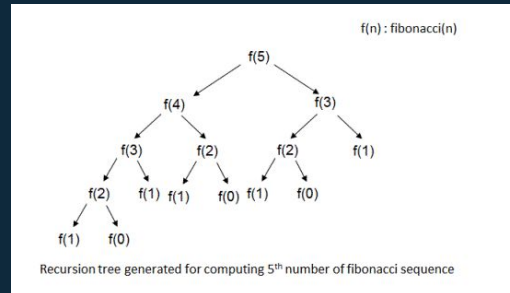 f(n) : fibonacci(n)
f(5)
f(4) f(3)
f(3) f(2) f(2) f(1)
f(2) f(1) f(1) f(0) f(1) f(0)
f(1) f(0)
Recursion tree generated for computing 5th number of fibonacci sequence